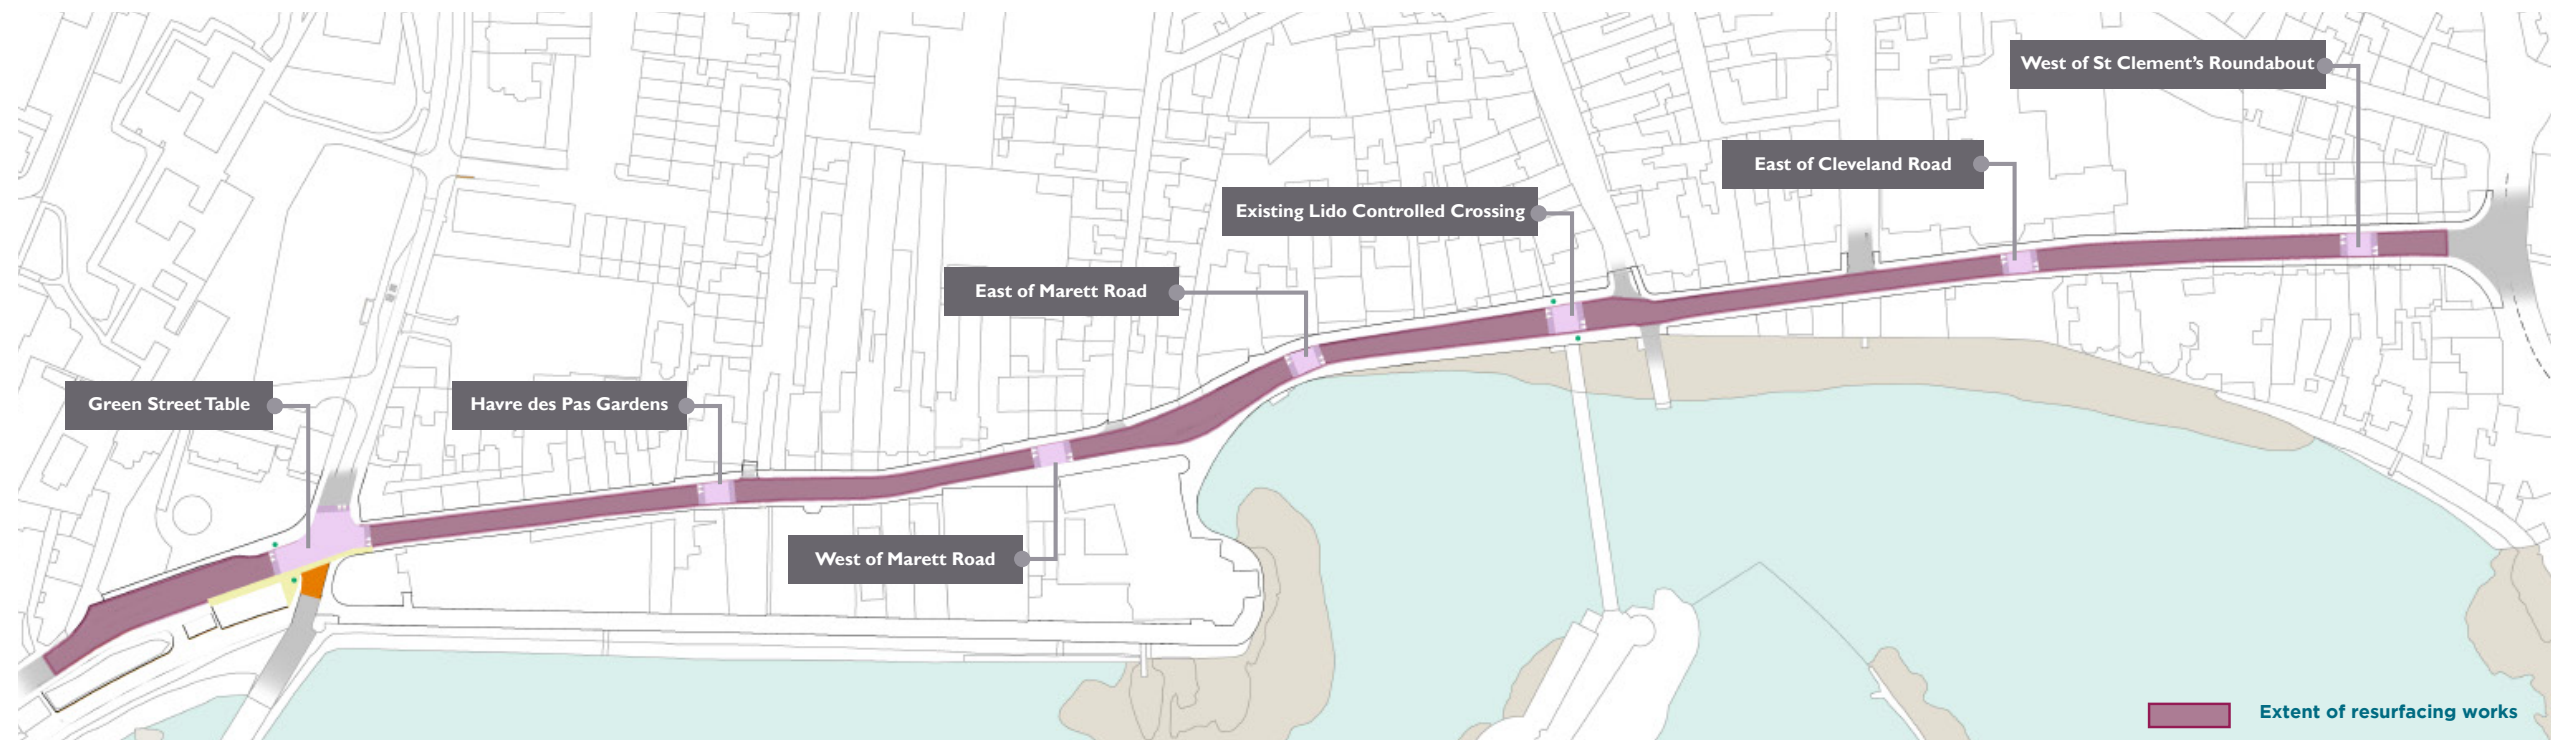 West of St Clement's Roundabout
East of Cleveland Road
Existing Lido Controlled Crossing
East of Marett Road
Green Street Table
Havre des Pas Gardens
West of Marett Road
Extent of resurfacing works